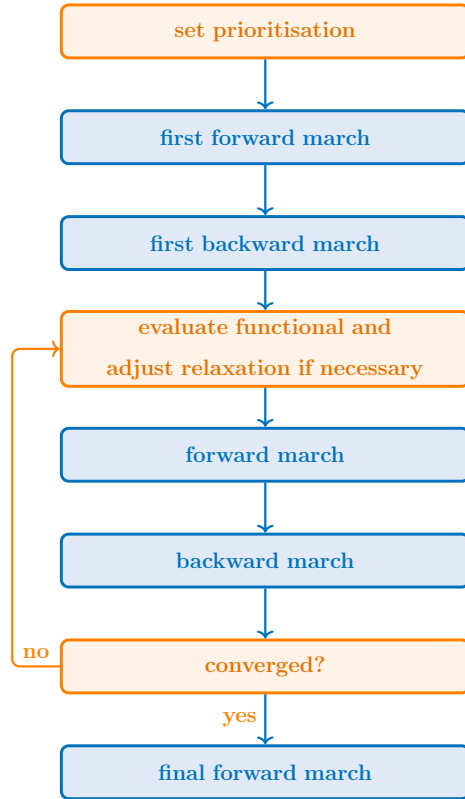 set prioritisation
first forward march
first backward march
evaluate functional and
adjust relaxation if necessary
forward march
backward march
no
converged?
yes
final forward march